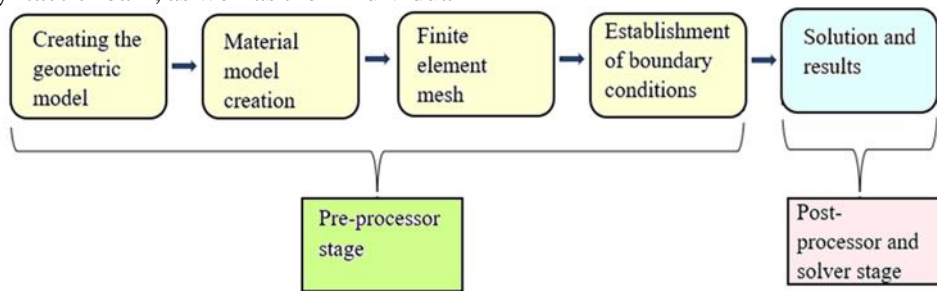 Creating the
geometric
model
Material
model
creation
Finite
element
mesh
Establishment
of boundary
conditions
Solution and
results
Pre-processor
stage
Post-
processor and
solver stage